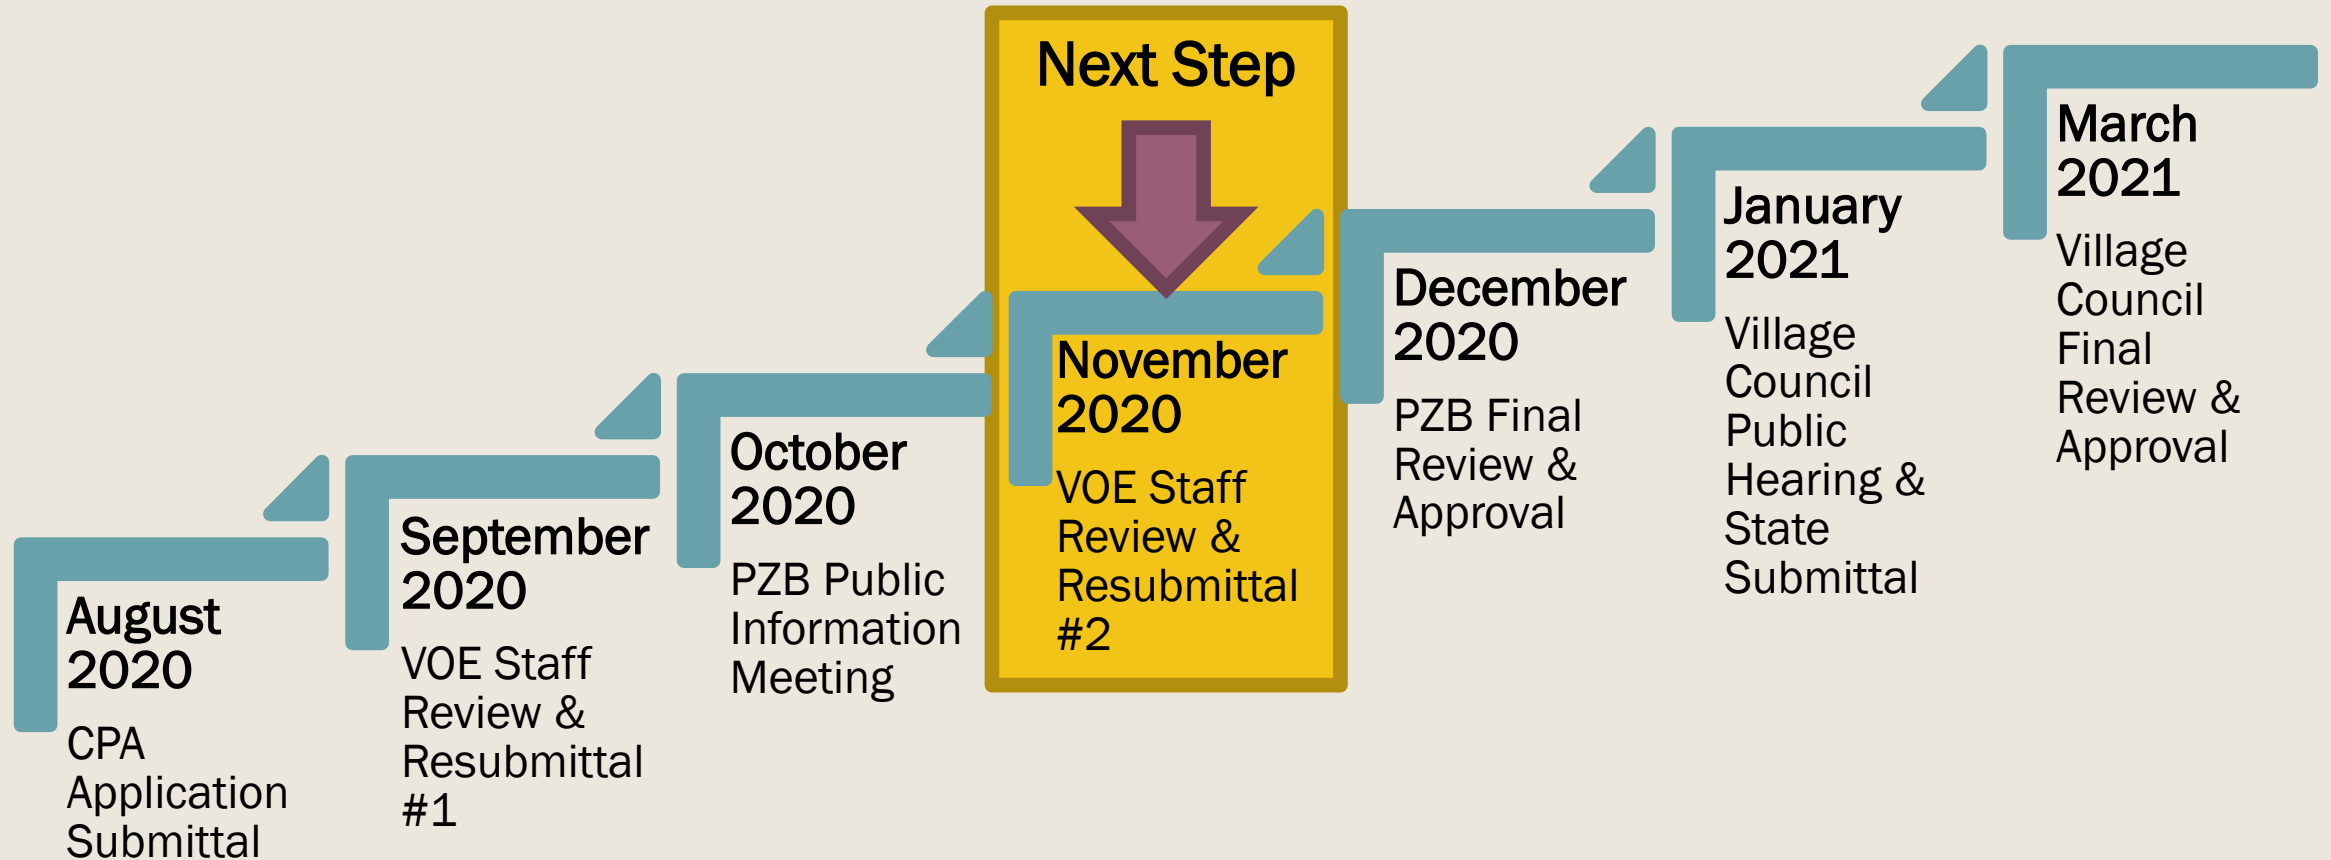 Next Step
August
2020
CPA
Application
Submittal
September
2020
VOE Staff
Review &
Resubmittal
#1
October
2020
PZB Public
Information
Meeting
November
2020
VOE Staff
Review &
Resubmittal
#2
December
2020
PZB Final
Review &
Approval
January
2021
Village
Council
Public
Hearing &
State
Submittal
March
2021
Village
Council
Final
Review &
Approval